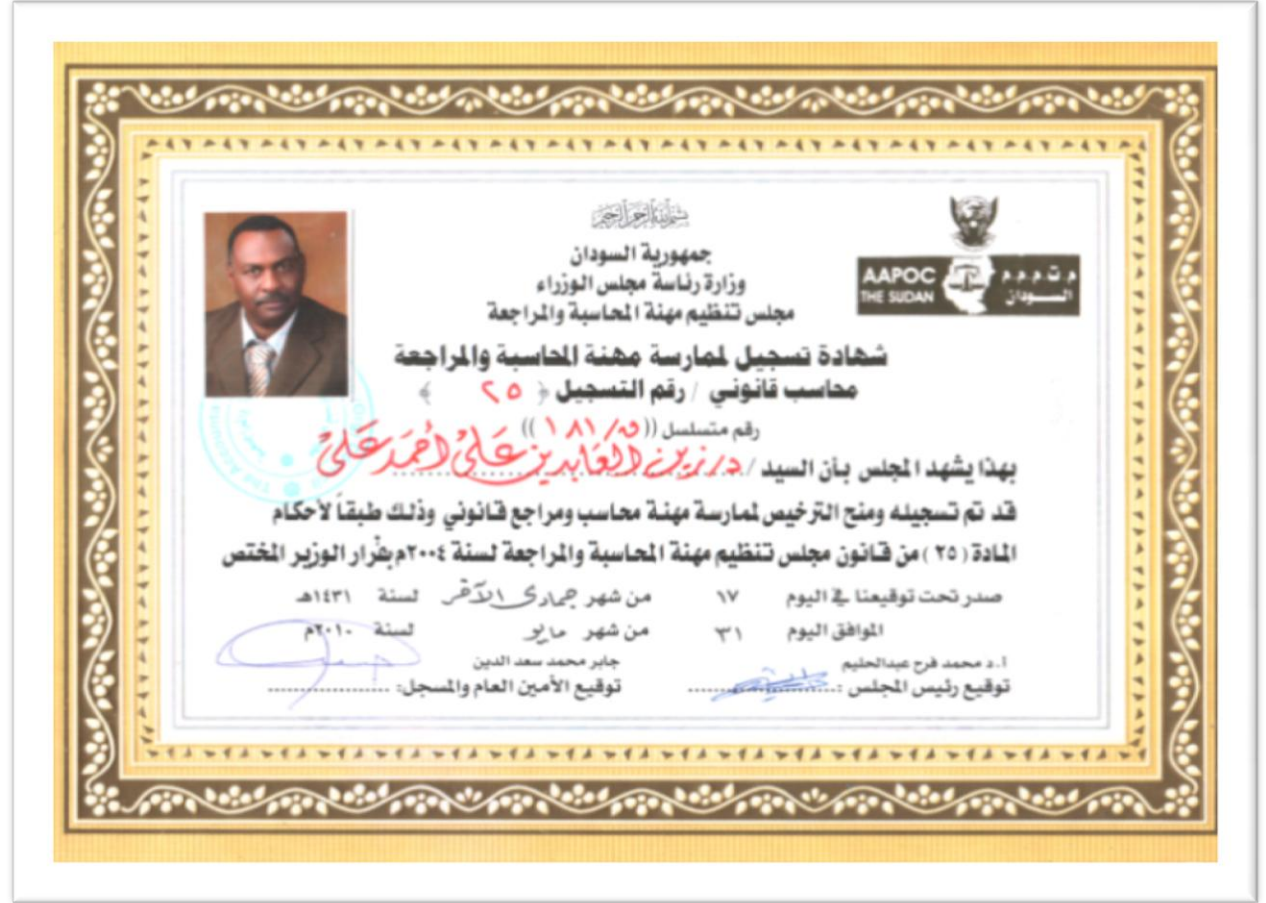 بسم الله الرحمن الرحيم
جمهورية السودان
وزارة رئاسة مجلس الوزراء
مجلس تنظيم مهنة المحاسبة والمراجعة
AAPOC
THE SUDAN
م ت م م م
الســودان
شهادة تسجيل لممارسة مهنة المحاسبة والمراجعة
محاسب قانوني / رقم التسجيل ﴿ ٢٥ ﴾
رقم متسلسل ((ق/١٨١))
بهذا يشهد المجلس بأن السيد / د. زين العابدين علي أحمد علي
قد تم تسجيله ومنح الترخيص لممارسة مهنة محاسب ومراجع قانوني وذلك طبقاً لأحكام
المادة (٢٥) من قانون مجلس تنظيم مهنة المحاسبة والمراجعة لسنة ٢٠٠٤م بقرار الوزير المختص
صدر تحت توقيعنا في اليوم ١٧ من شهر جمادى الآخر لسنة ١٤٣١هـ
الموافق اليوم ٣١ من شهر مايو لسنة ٢٠١٠م
أ.د محمد فرح عبدالحليم جابر محمد سعد الدين
توقيع رئيس المجلس :.................... توقيع الأمين العام والمسجل: ....................